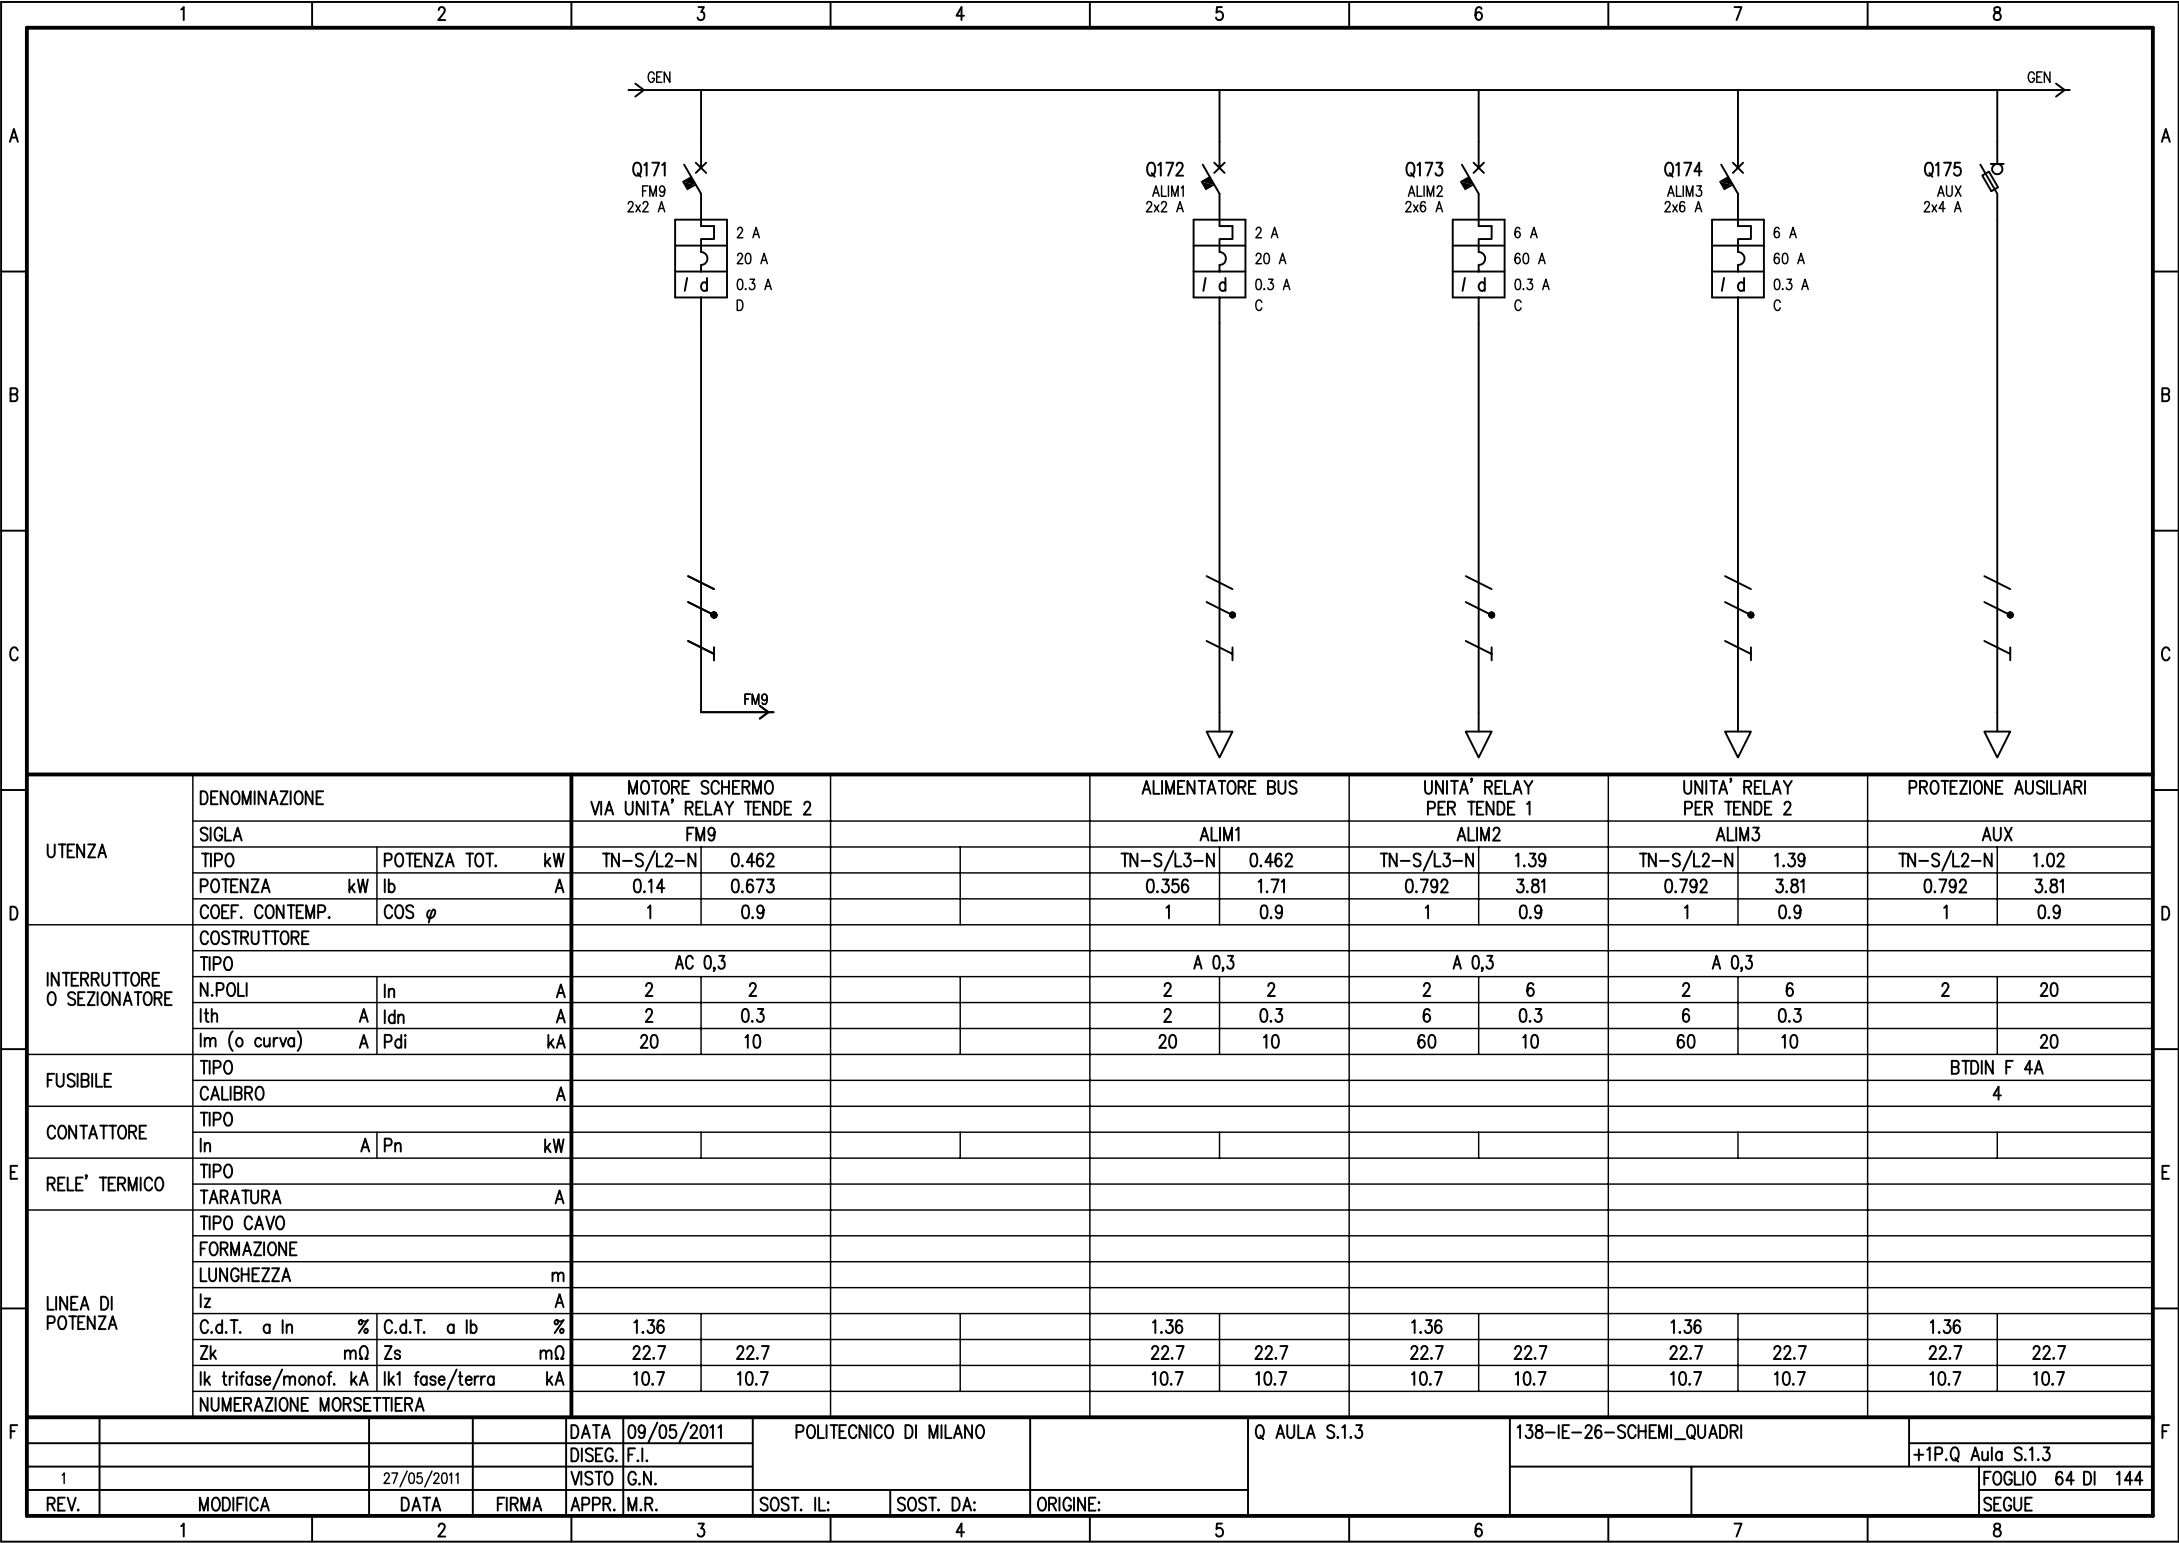 1 2 3 4 5 6 7 8
GEN GEN
A A
Q171 Q172 Q173 Q174 Q175
FM9 ALIM1 ALIM2 ALIM3 AUX
2x2 A 2x2 A 2x6 A 2x6 A 2x4 A
2 A 2 A 6 A 6 A
20 A 20 A 60 A 60 A
I d 0.3 A I d 0.3 A I d 0.3 A I d 0.3 A
D C C C
B B
C C
FM9
UTENZA
DENOMINAZIONE MOTORE SCHERMO VIA UNITA' RELAY TENDE 2 ALIMENTATORE BUS UNITA' RELAY PER TENDE 1 UNITA' RELAY PER TENDE 2 PROTEZIONE AUSILIARI
SIGLA FM9 ALIM1 ALIM2 ALIM3 AUX
TIPO POTENZA TOT. kW TN-S/L2-N 0.462 TN-S/L3-N 0.462 TN-S/L3-N 1.39 TN-S/L2-N 1.39 TN-S/L2-N 1.02
POTENZA kW Ib A 0.14 0.673 0.356 1.71 0.792 3.81 0.792 3.81 0.792 3.81
D COEF. CONTEMP. COS φ 1 0.9 1 0.9 1 0.9 1 0.9 1 0.9 D
INTERRUTTORE
O SEZIONATORE
COSTRUTTORE
TIPO AC 0,3 A 0,3 A 0,3 A 0,3
N.POLI In A 2 2 2 2 2 6 2 6 2 20
Ith A Idn A 2 0.3 2 0.3 6 0.3 6 0.3
Im (o curva) A Pdi kA 20 10 20 10 60 10 60 10 20
FUSIBILE
TIPO BTDIN F 4A
CALIBRO A 4
CONTATTORE
TIPO
In A Pn kW
E E
RELE' TERMICO
TIPO
TARATURA A
LINEA DI
POTENZA
TIPO CAVO
FORMAZIONE
LUNGHEZZA m
Iz A
C.d.T. a In % C.d.T. a Ib % 1.36 1.36 1.36 1.36 1.36
Zk mΩ Zs mΩ 22.7 22.7 22.7 22.7 22.7 22.7 22.7 22.7 22.7 22.7
Ik trifase/monof. kA Ik1 fase/terra kA 10.7 10.7 10.7 10.7 10.7 10.7 10.7 10.7 10.7 10.7
NUMERAZIONE MORSETTIERA
F DATA 09/05/2011 POLITECNICO DI MILANO Q AULA S.1.3 138-IE-26-SCHEMI_QUADRI F
DISEG. F.I. +1P.Q Aula S.1.3
1 27/05/2011 VISTO G.N. FOGLIO 64 DI 144
REV. MODIFICA DATA FIRMA APPR. M.R. SOST. IL: SOST. DA: ORIGINE: SEGUE
1 2 3 4 5 6 7 8